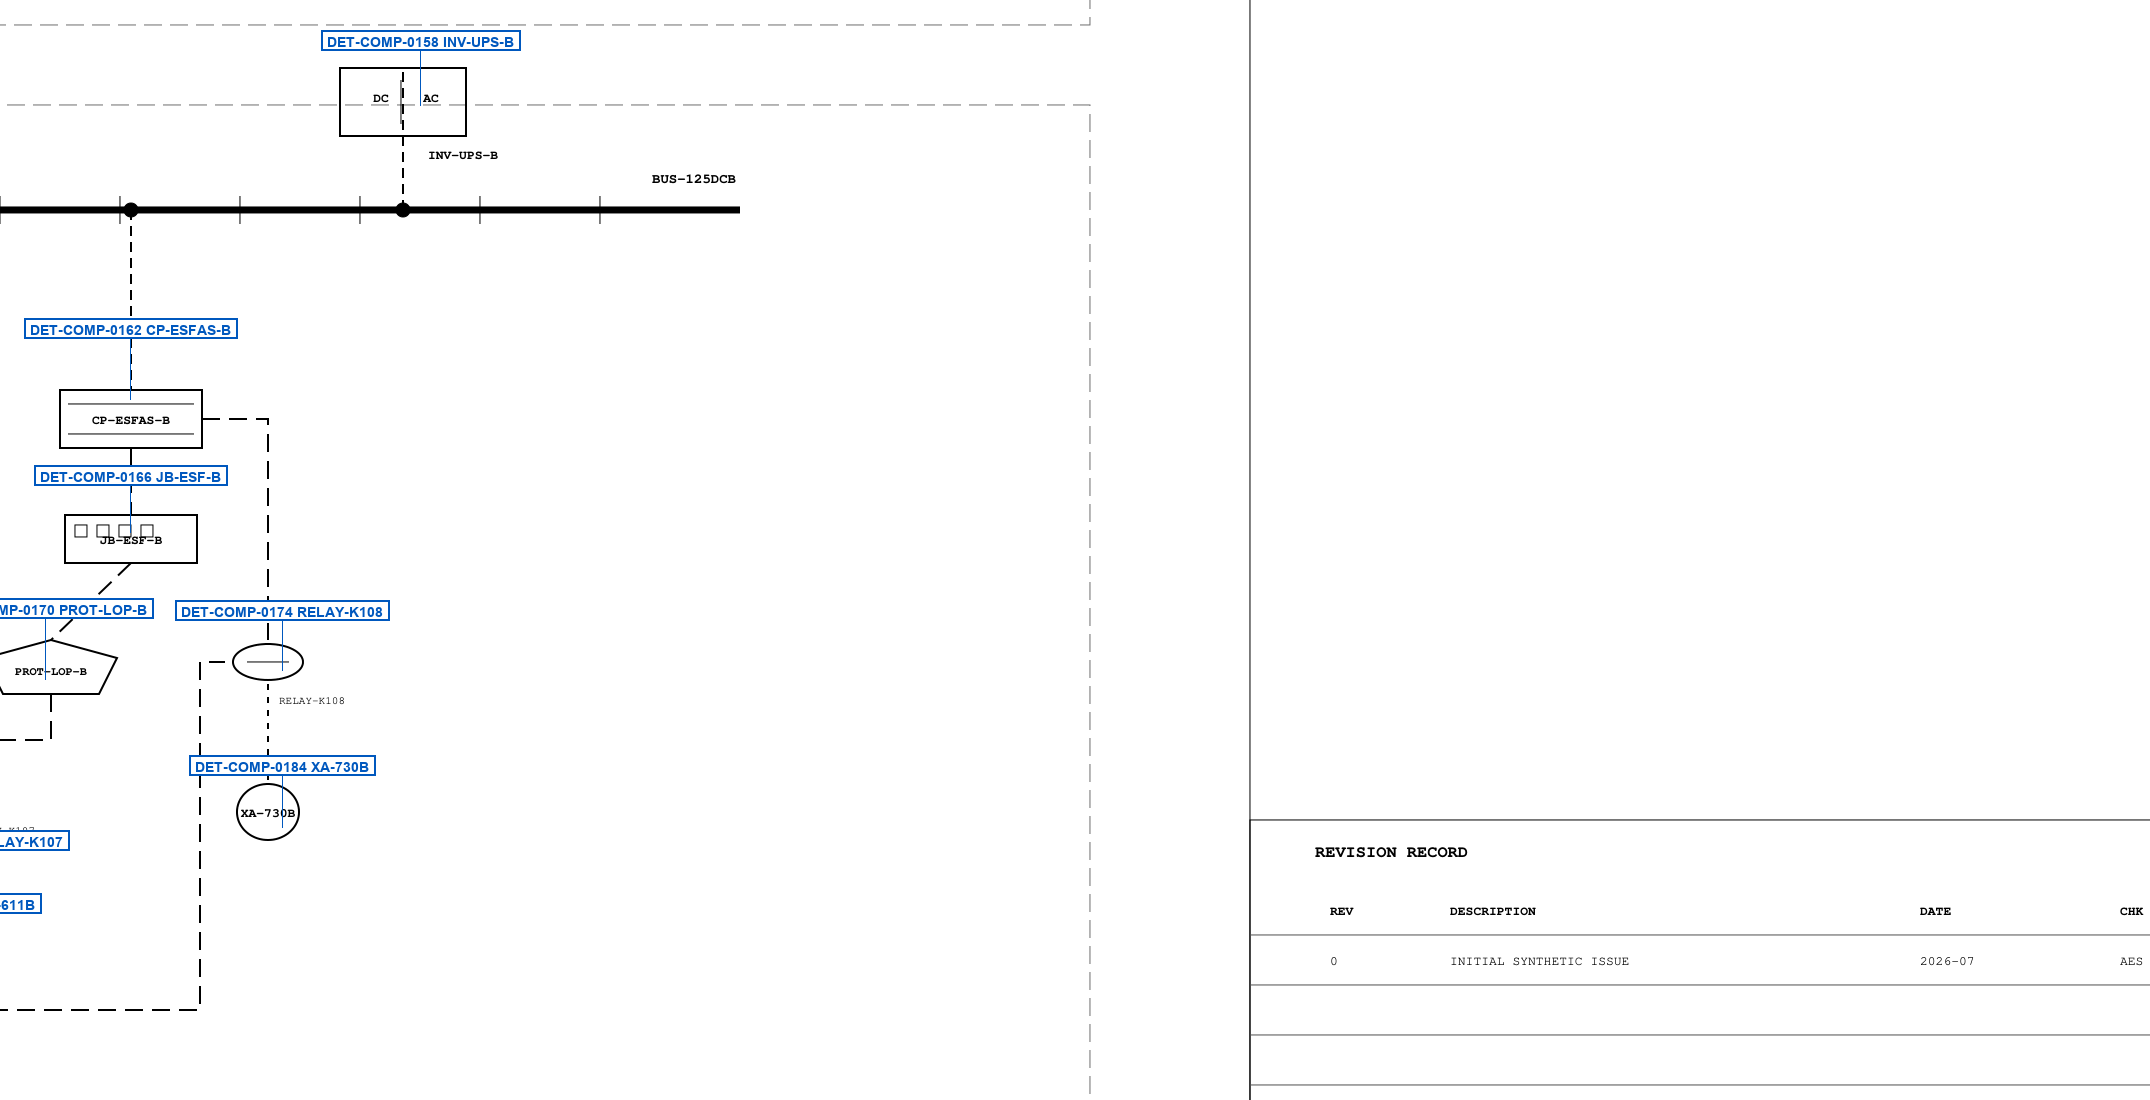 DET-COMP-0158 INV-UPS-B
DC
AC
INV-UPS-B
BUS-125DCB
DET-COMP-0162 CP-ESFAS-B
CP-ESFAS-B
DET-COMP-0166 JB-ESF-B
JB-ESF-B
MP-0170 PROT-LOP-B
DET-COMP-0174 RELAY-K108
PROT-LOP-B
RELAY-K108
DET-COMP-0184 XA-730B
XA-730B
LAY-K107
-611B
REVISION RECORD
REV DESCRIPTION DATE CHK
0 INITIAL SYNTHETIC ISSUE 2026-07 AES